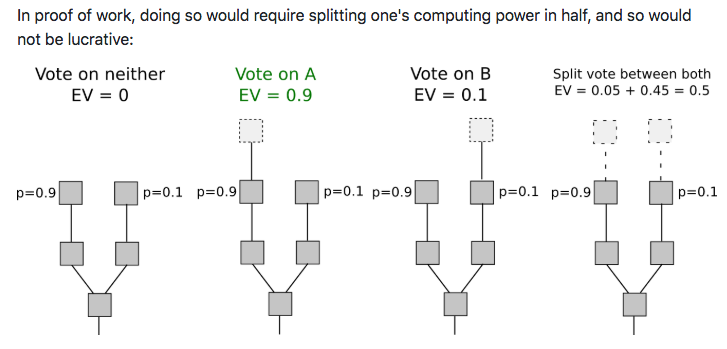 In proof of work, doing so would require splitting one's computing power in half, and so would
not be lucrative:
Vote on neither
EV = 0
Vote on A
EV = 0.9
Vote on B
EV = 0.1
Split vote between both
EV = 0.05 + 0.45 = 0.5
p=0.9
p=0.1
p=0.9
p=0.1
p=0.9
p=0.1
p=0.9
p=0.1